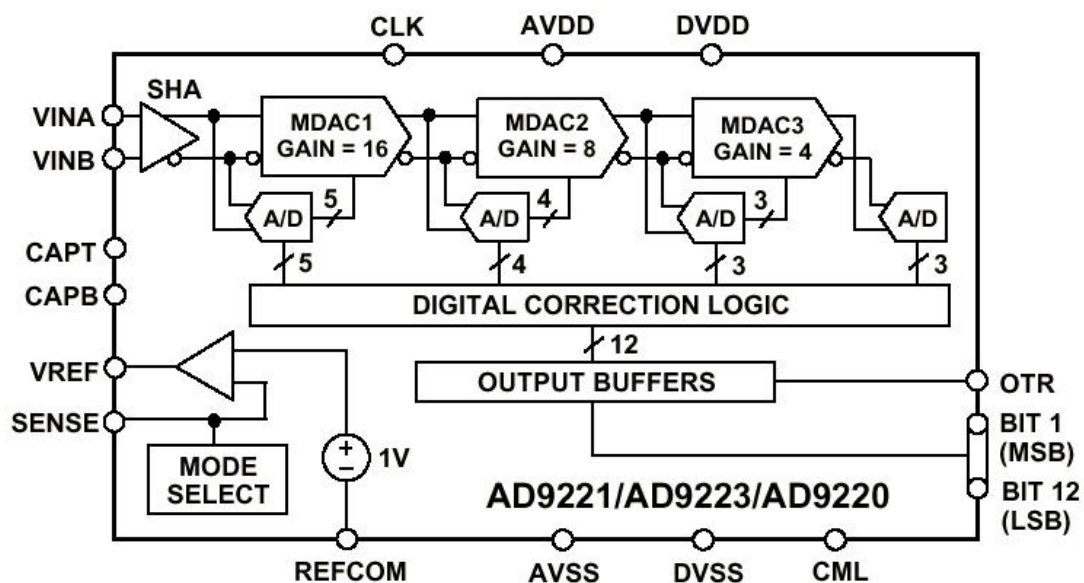 CLK
AVDD
DVDD
SHA
VINA
VINB
MDAC1
GAIN = 16
MDAC2
GAIN = 8
MDAC3
GAIN = 4
A/D
5
A/D
4
A/D
3
A/D
5
4
3
3
CAPT
CAPB
DIGITAL CORRECTION LOGIC
12
VREF
OUTPUT BUFFERS
OTR
SENSE
BIT 1
(MSB)
MODE
SELECT
+
−
1V
AD9221/AD9223/AD9220
BIT 12
(LSB)
REFCOM
AVSS
DVSS
CML